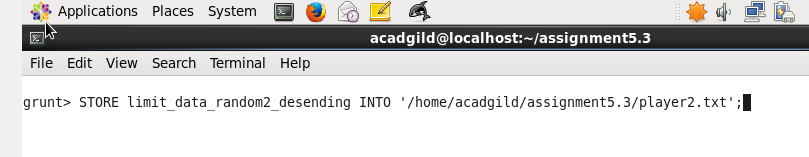 Applications Places System
acadgild@localhost:~/assignment5.3
File Edit View Search Terminal Help
grunt> STORE limit_data_random2_desending INTO '/home/acadgild/assignment5.3/player2.txt';